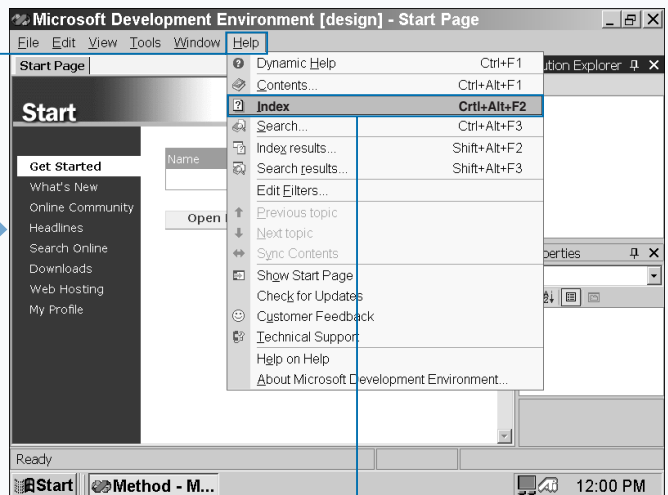 Microsoft Development Environment [design] - Start Page
File Edit View Tools Window Help
Start Page
Dynamic Help Ctrl+F1
Contents... Ctrl+Alt+F1
Index Crtl+Alt+F2
Search... Ctrl+Alt+F3
Index results... Shift+Alt+F2
Search results... Shift+Alt+F3
Edit Filters...
Previous topic
Next topic
Sync Contents
Show Start Page
Check for Updates
Customer Feedback
Technical Support
Help on Help
About Microsoft Development Environment...
ution Explorer
Start
Get Started
What's New
Online Community
Headlines
Search Online
Downloads
Web Hosting
My Profile
Name
Open
perties
Ready
Start Method - M... 12:00 PM